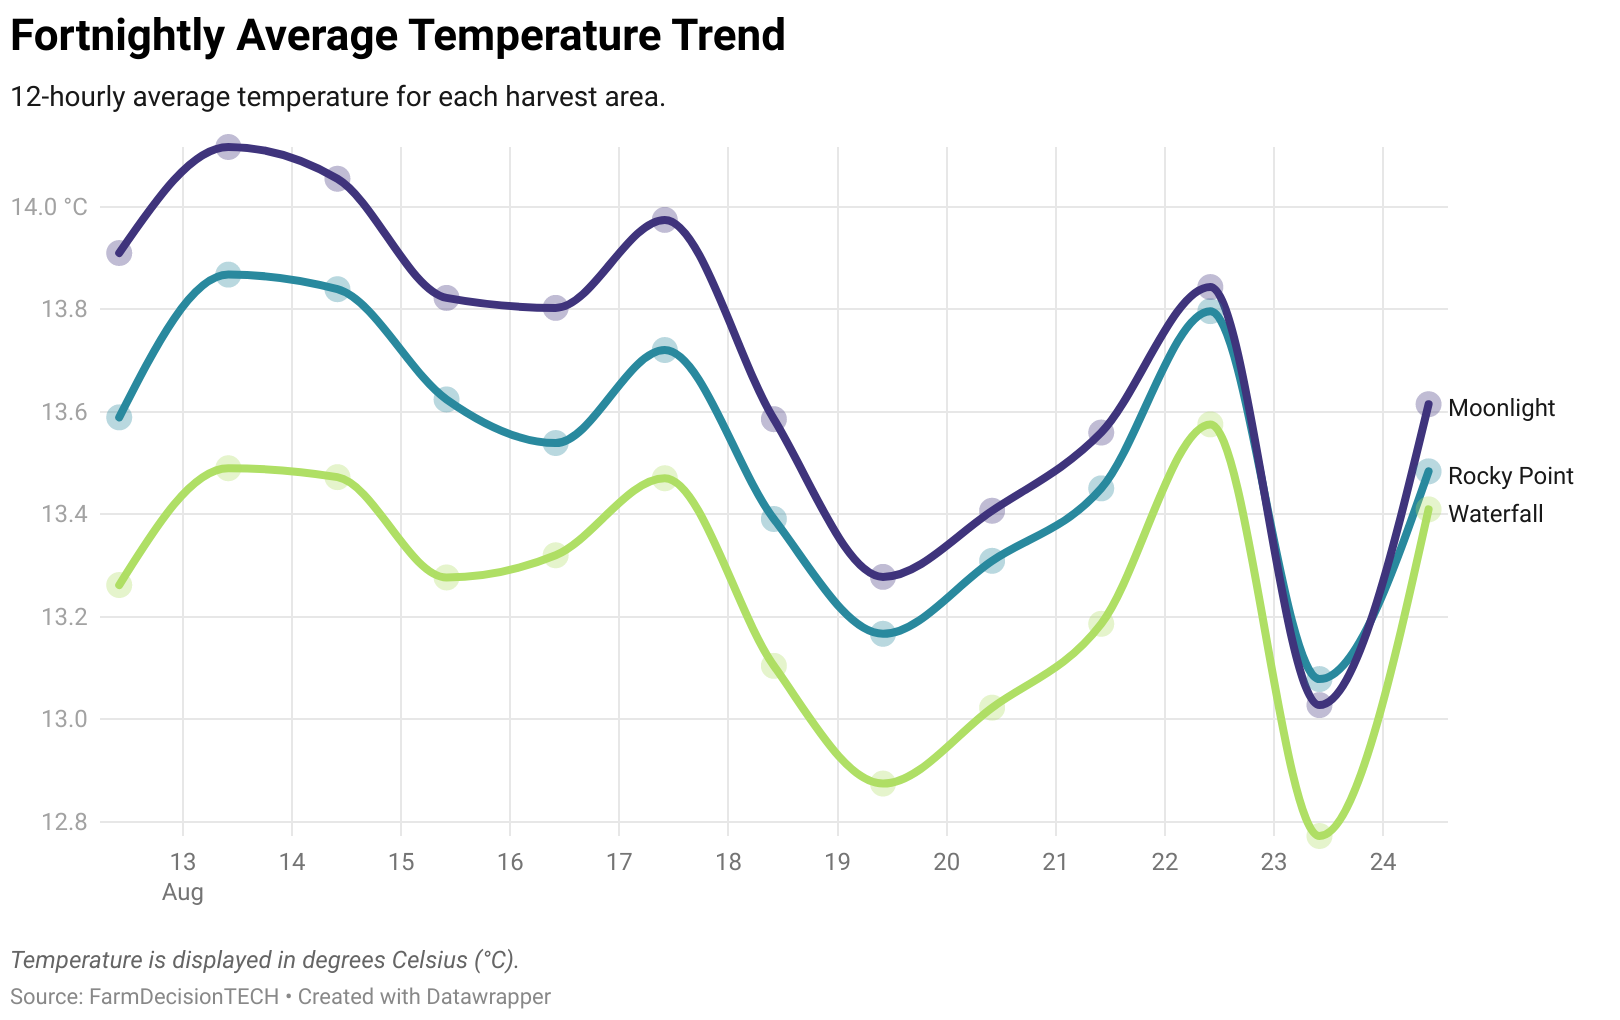 Fortnightly Average Temperature Trend
12-hourly average temperature for each harvest area.
14.0 °C
13.8
13.6
13.4
13.2
13.0
12.8
Moonlight
Rocky Point
Waterfall
13 14 15 16 17 18 19 20 21 22 23 24
Aug
Temperature is displayed in degrees Celsius (°C).
Source: FarmDecisionTECH • Created with Datawrapper